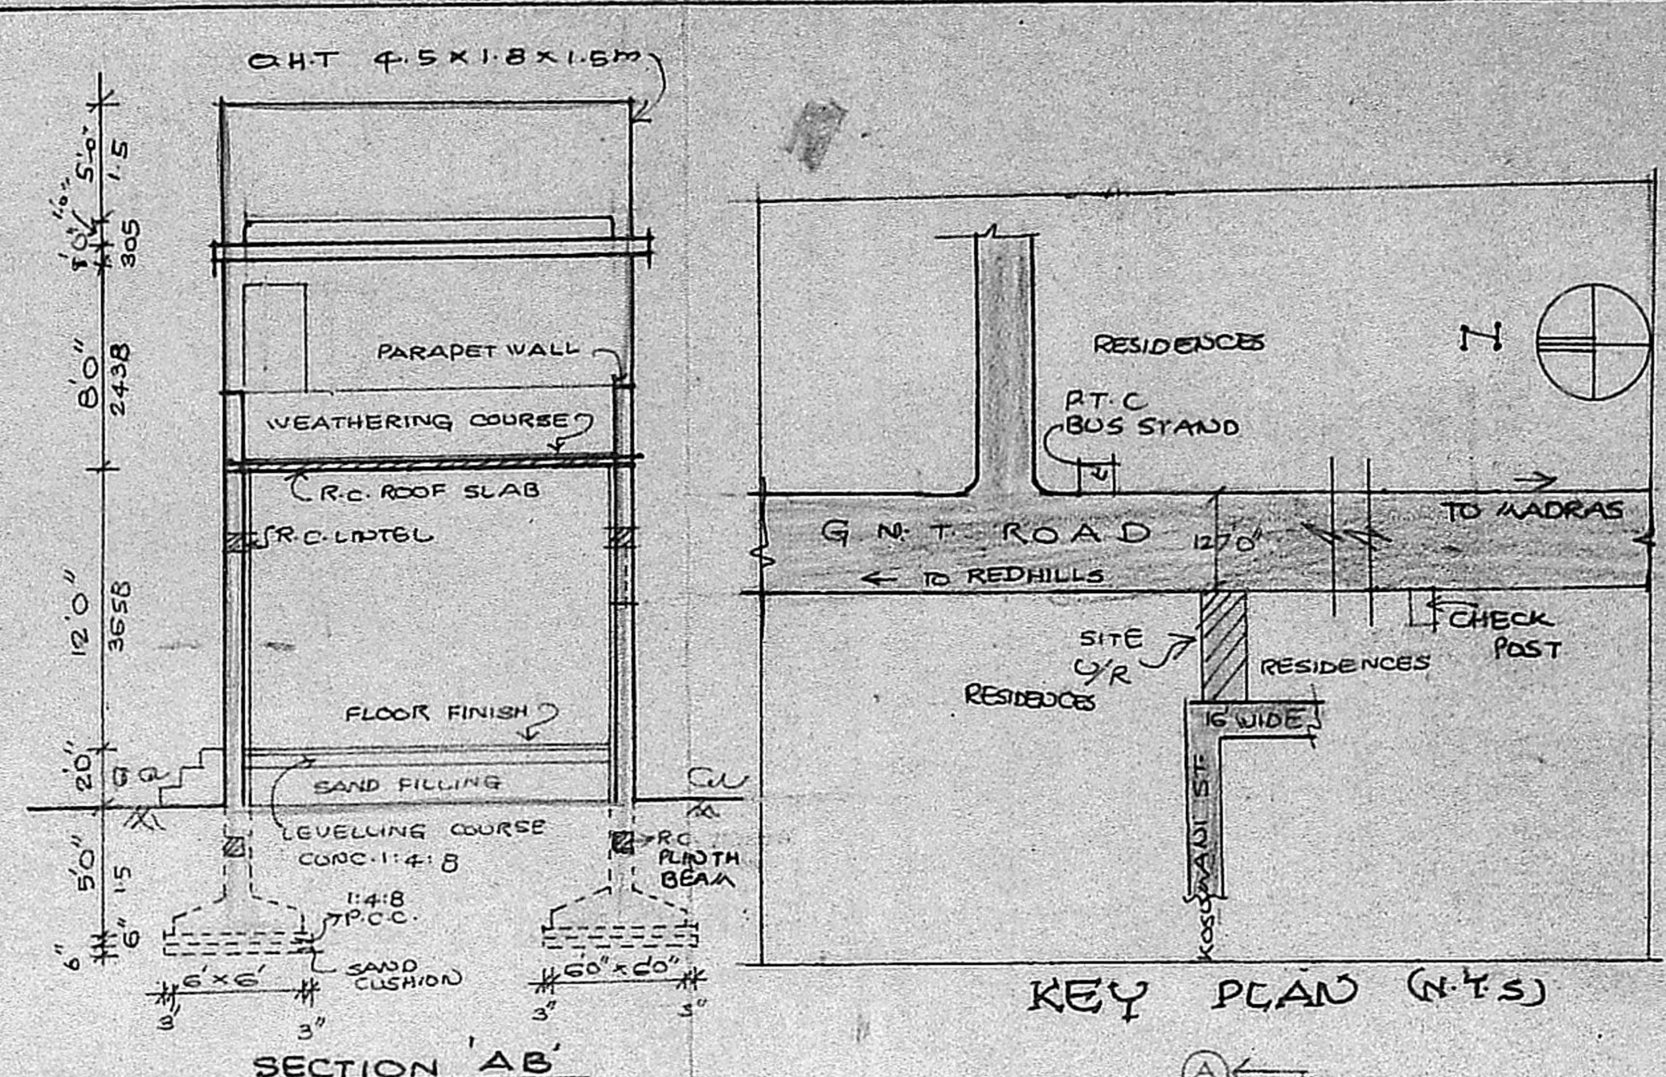 O.H.T 4.5 x 1.8 x 1.5m
5'0"
1.5
1'0"
305
8'0"
2438
PARAPET WALL
WEATHERING COURSE
R.C. ROOF SLAB
R.C. LINTEL
12'0"
3658
FLOOR FINISH
2'0"
SAND FILLING
LEVELLING COURSE
CONC. 1:4:8
5'0"
15
R.C
PLINTH
BEAM
1:4:8
P.C.C.
6"
6"
SAND
CUSHION
6' x 6'
6'0" x 6'0"
3"
3"
3"
3"
SECTION 'AB'
RESIDENCES
N
P.T.C
BUS STAND
TO MADRAS
G.N.T. ROAD
127'0"
← TO REDHILLS
CHECK
POST
SITE
U/R
RESIDENCES
RESIDENCES
16' WIDE
KOSUMANI ST.
KEY PLAN (N.T.S)
A